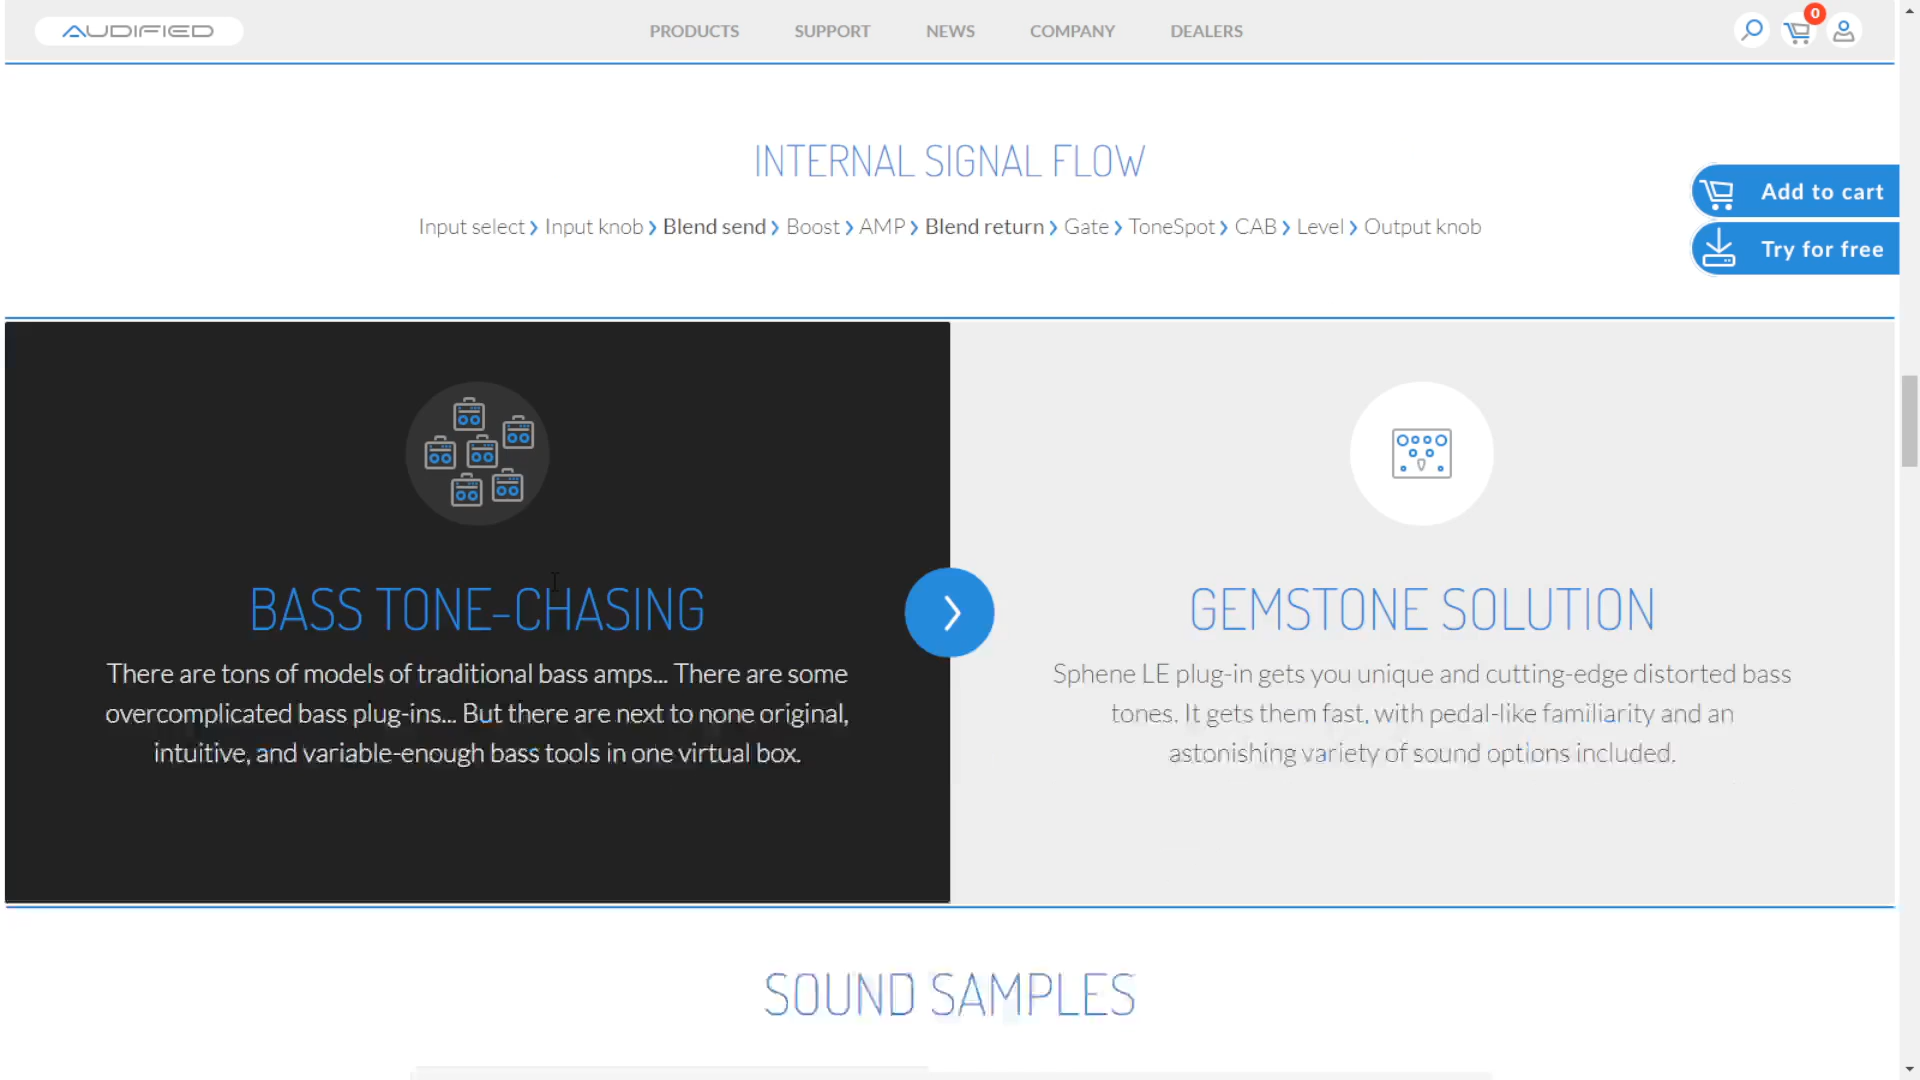 AUDIFIED
PRODUCTS SUPPORT NEWS COMPANY DEALERS
0
INTERNAL SIGNAL FLOW
Add to cart
Input select › Input knob › Blend send › Boost › AMP › Blend return › Gate › ToneSpot › CAB › Level › Output knob
Try for free
BASS TONE-CHASING
There are tons of models of traditional bass amps... There are some
overcomplicated bass plug-ins... But there are next to none original,
intuitive, and variable-enough bass tools in one virtual box.
GEMSTONE SOLUTION
Sphene LE plug-in gets you unique and cutting-edge distorted bass
tones. It gets them fast, with pedal-like familiarity and an
astonishing variety of sound options included.
SOUND SAMPLES